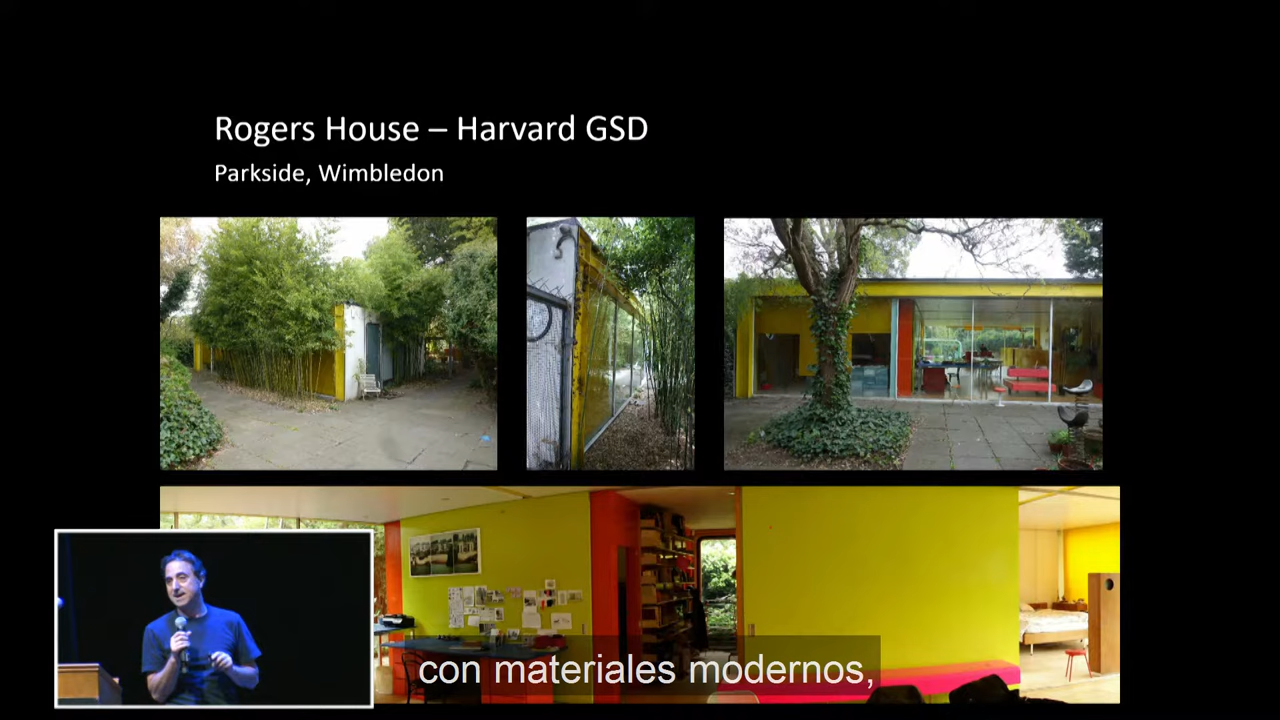 Rogers House – Harvard GSD
Parkside, Wimbledon
con materiales modernos,